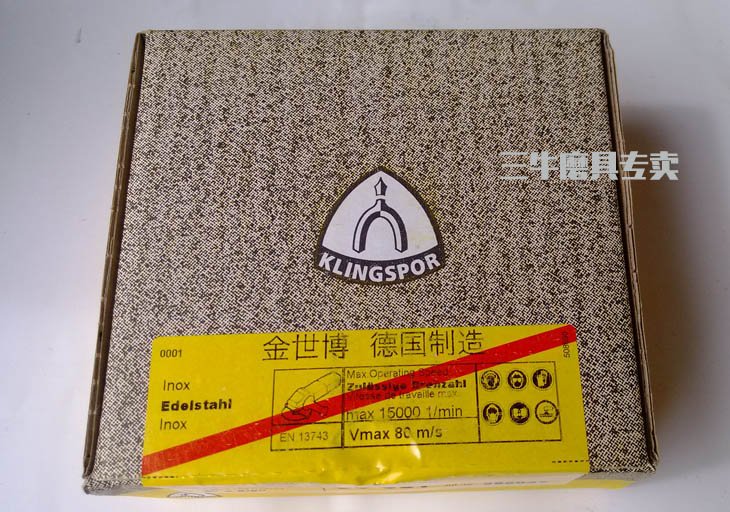 三牛磨具专卖
KLINGSPOR
0001
金世博 德国制造
Inox
Edelstahl
Inox
EN 13743
Max Operating Speed
Zulässige Drehzahl
Vitesse de travaille max.
max 15000 1/min
Vmax 80 m/s